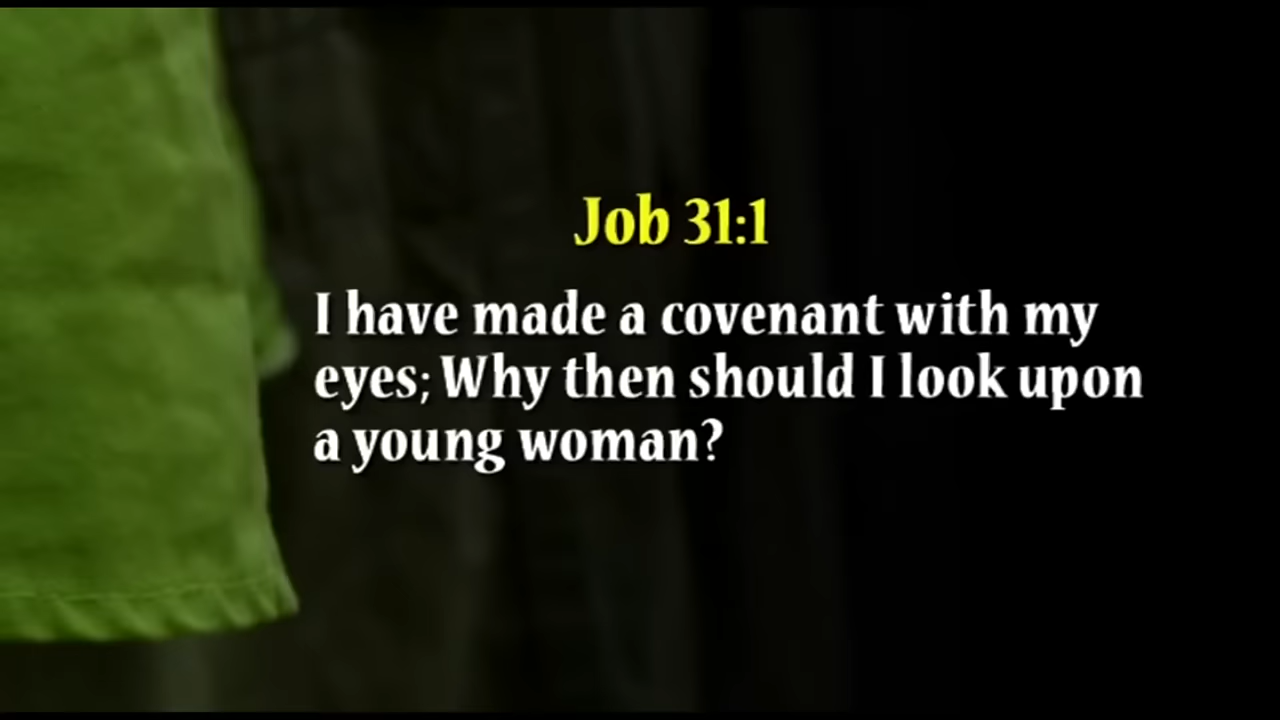 Job 31:1
I have made a covenant with my
eyes; Why then should I look upon
a young woman?